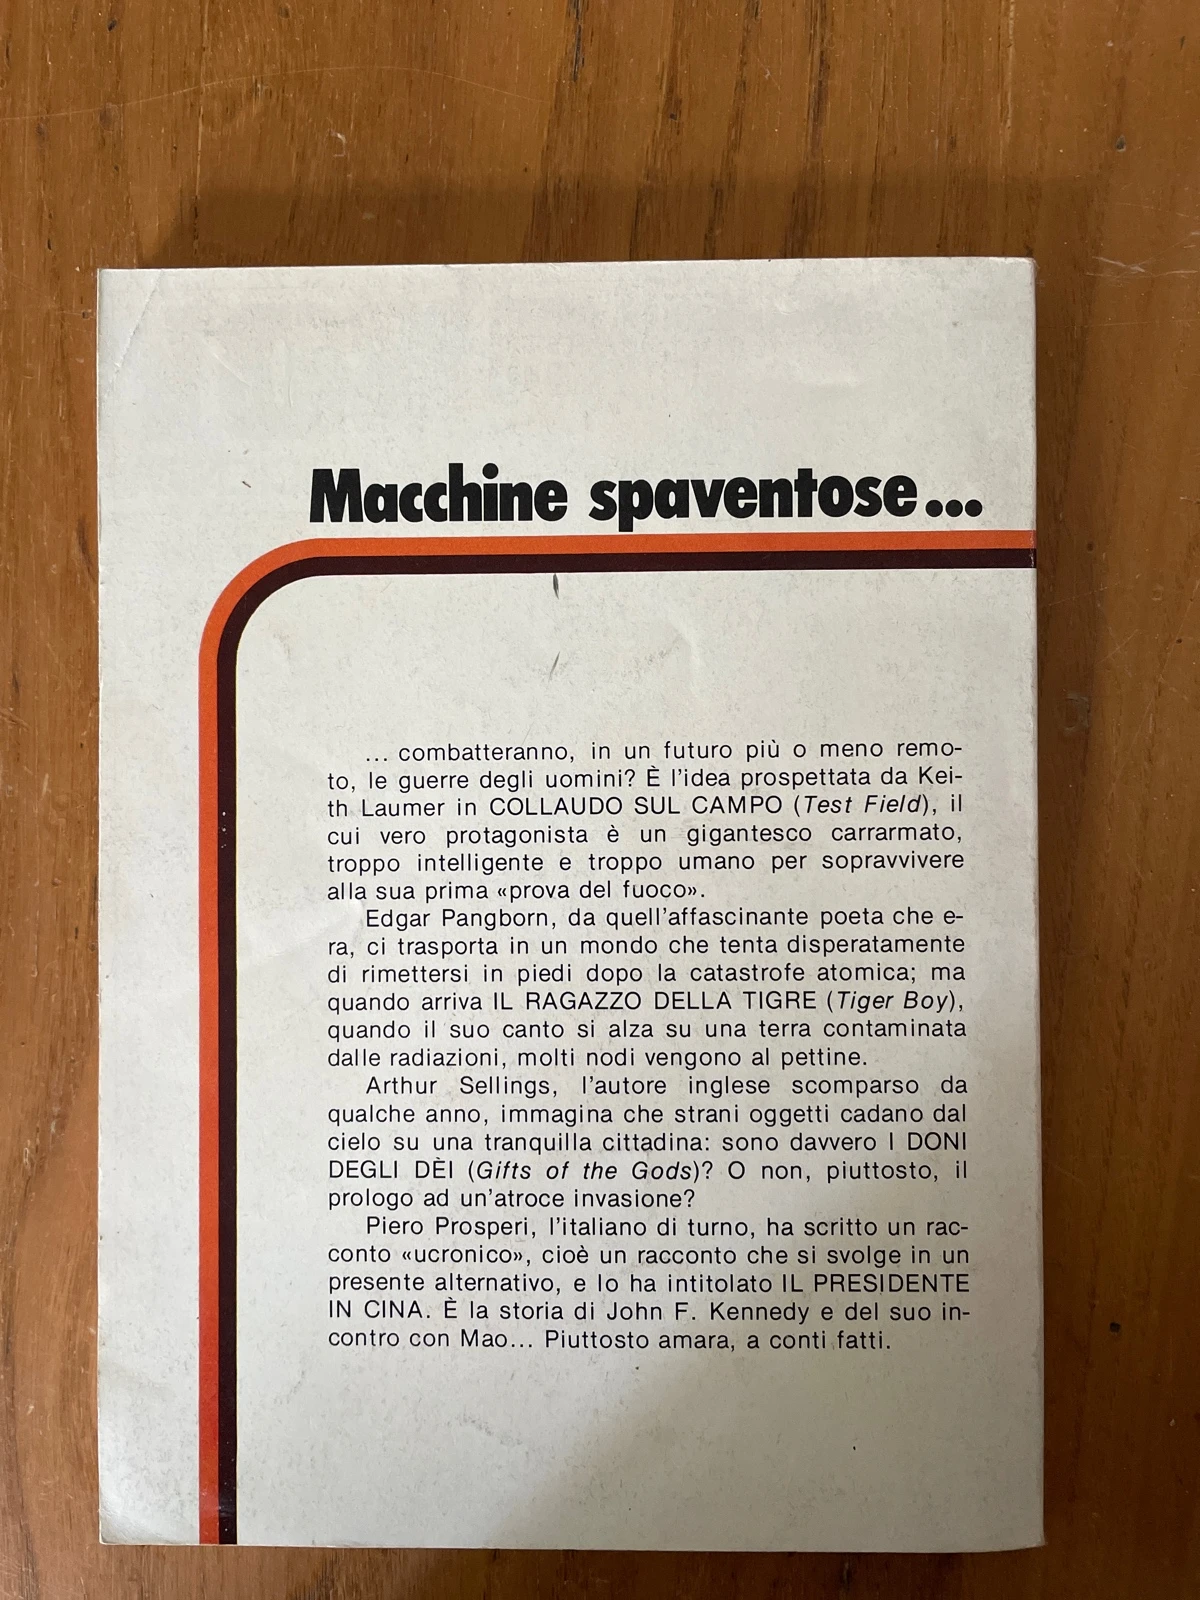 Macchine spaventose...
... combatteranno, in un futuro più o meno remo-
to, le guerre degli uomini? È l'idea prospettata da Kei-
th Laumer in COLLAUDO SUL CAMPO (Test Field), il
cui vero protagonista è un gigantesco carrarmato,
troppo intelligente e troppo umano per sopravvivere
alla sua prima «prova del fuoco».
Edgar Pangborn, da quell'affascinante poeta che e-
ra, ci trasporta in un mondo che tenta disperatamente
di rimettersi in piedi dopo la catastrofe atomica; ma
quando arriva IL RAGAZZO DELLA TIGRE (Tiger Boy),
quando il suo canto si alza su una terra contaminata
dalle radiazioni, molti nodi vengono al pettine.
Arthur Sellings, l'autore inglese scomparso da
qualche anno, immagina che strani oggetti cadano dal
cielo su una tranquilla cittadina: sono davvero I DONI
DEGLI DÈI (Gifts of the Gods)? O non, piuttosto, il
prologo ad un'atroce invasione?
Piero Prosperi, l'italiano di turno, ha scritto un rac-
conto «ucronico», cioè un racconto che si svolge in un
presente alternativo, e lo ha intitolato IL PRESIDENTE
IN CINA. È la storia di John F. Kennedy e del suo in-
contro con Mao... Piuttosto amara, a conti fatti.